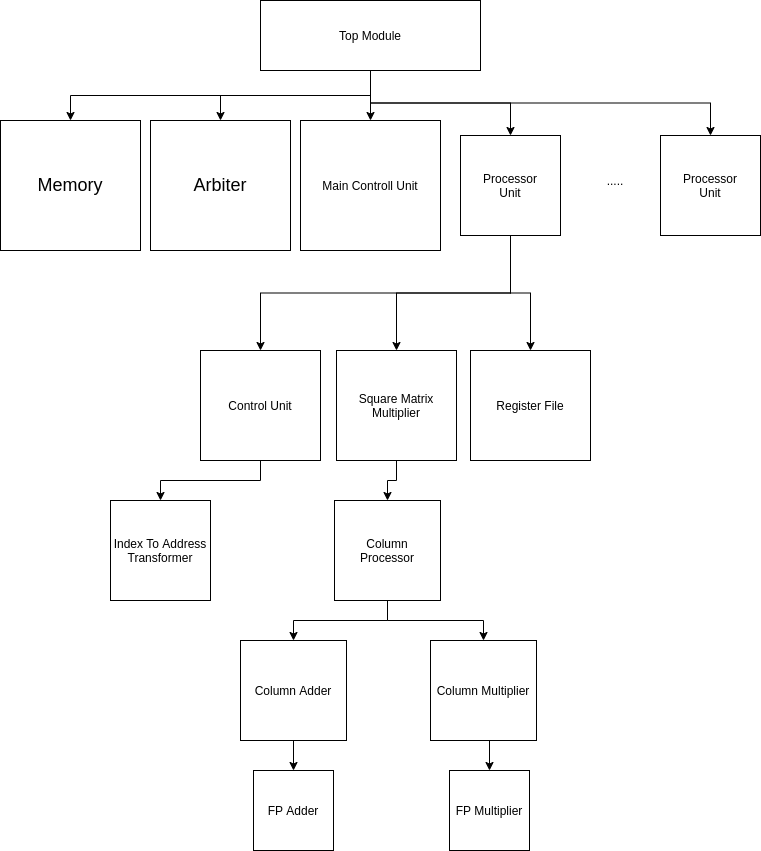 Top Module
Memory
Arbiter
Main Controll Unit
Processor
Unit
.....
Processor
Unit
Control Unit
Square Matrix
Multiplier
Register File
Index To Address
Transformer
Column
Processor
Column Adder
Column Multiplier
FP Adder
FP Multiplier